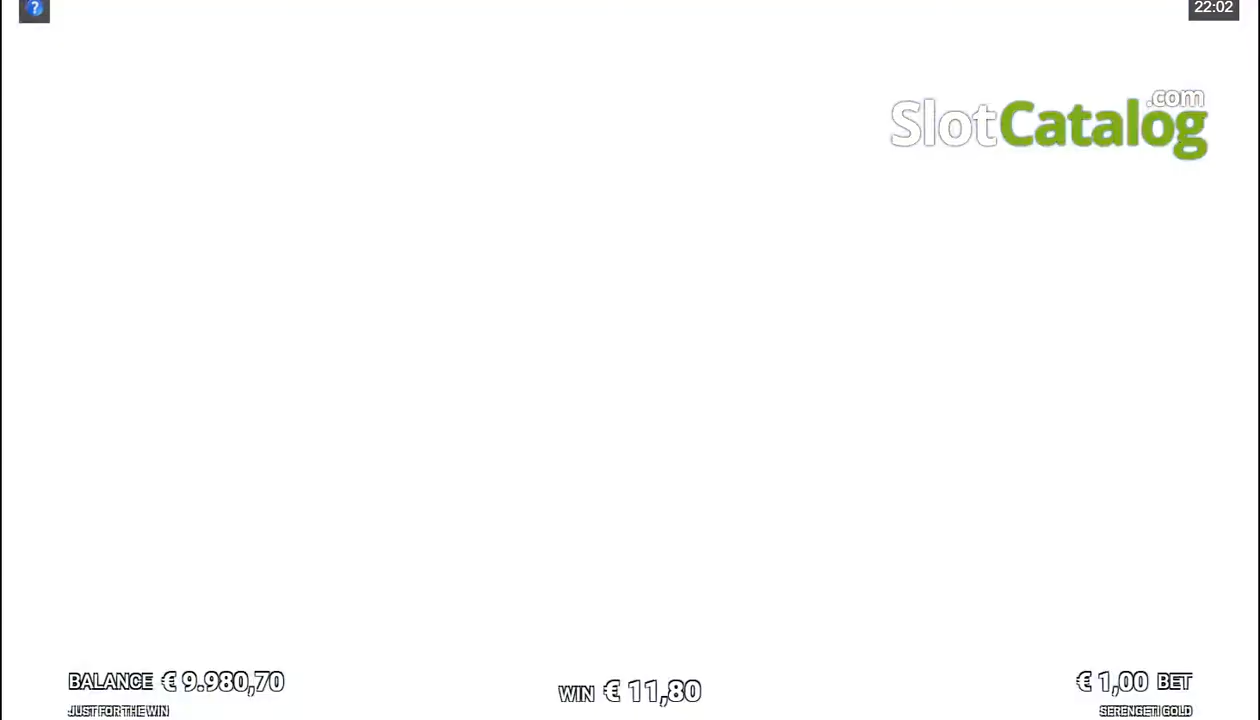 ?
22:02
SlotCatalog.com
BALANCE € 9.980,70
WIN € 11,80
€ 1,00 BET
JUST FOR THE WIN
SERENGETI GOLD